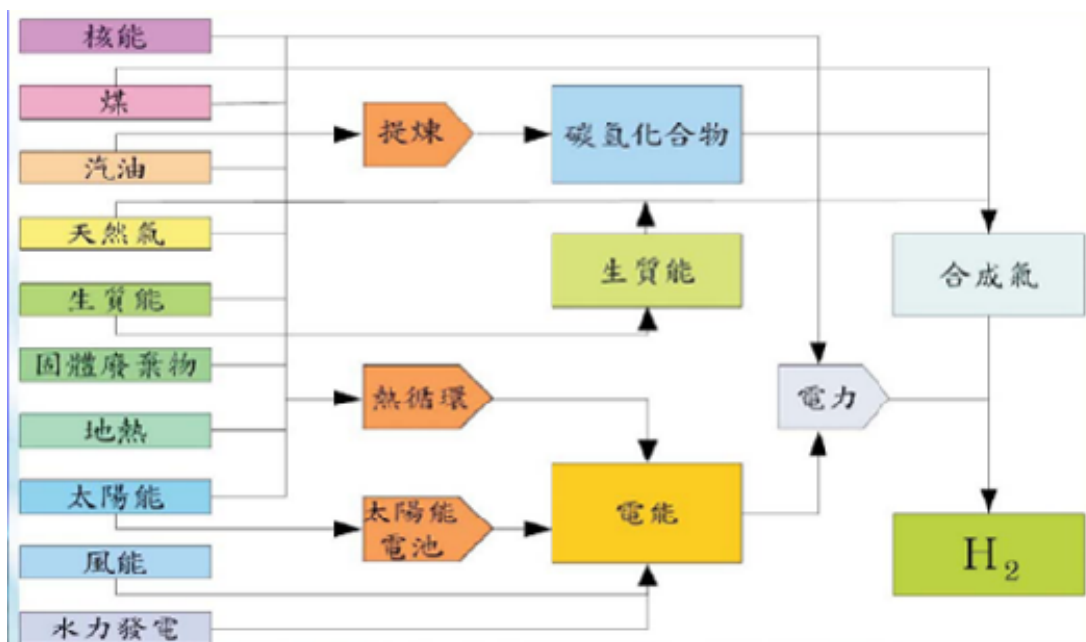 核能
煤
汽油
天然氣
生質能
固體廢棄物
地熱
太陽能
風能
水力發電
提煉
熱循環
太陽能
電池
碳氫化合物
生質能
電能
電力
合成氣
H₂